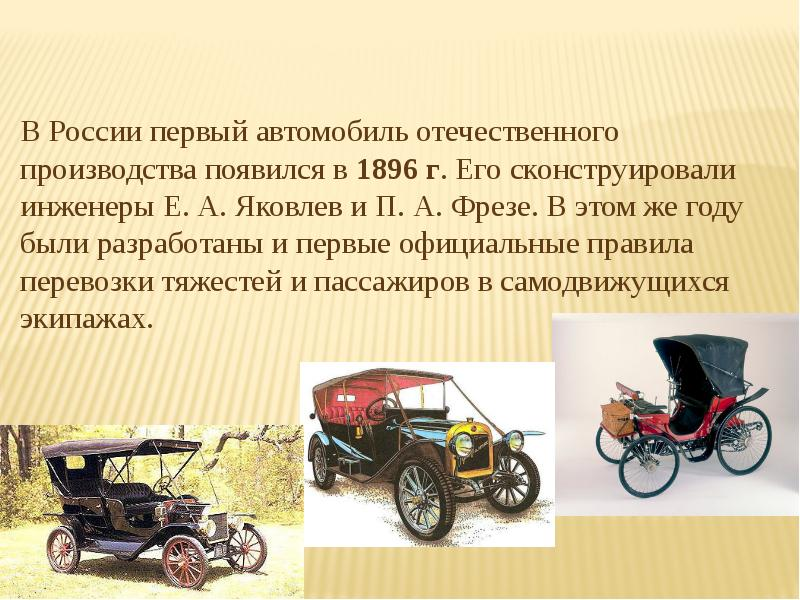 В России первый автомобиль отечественного
производства появился в 1896 г. Его сконструировали
инженеры Е. А. Яковлев и П. А. Фрезе. В этом же году
были разработаны и первые официальные правила
перевозки тяжестей и пассажиров в самодвижущихся
экипажах.